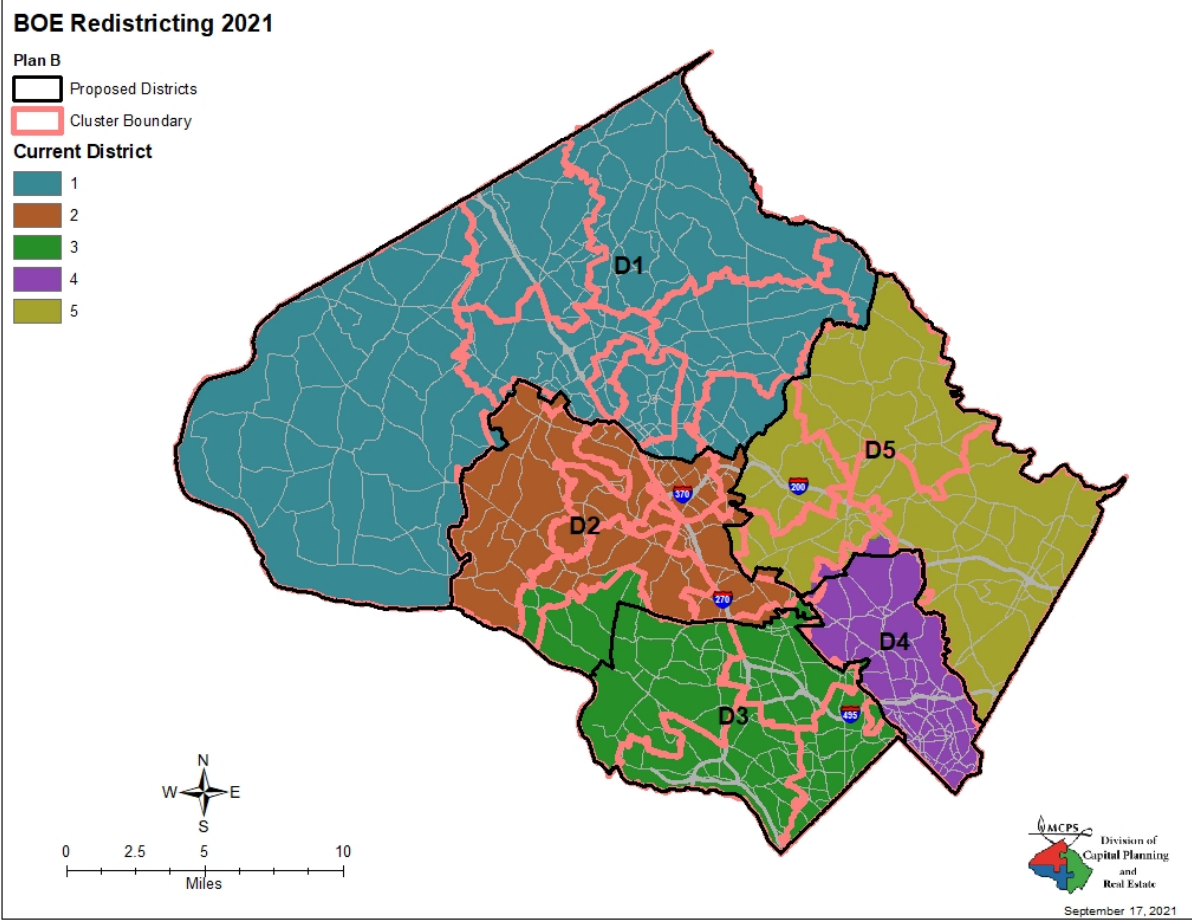 BOE Redistricting 2021
Plan B
Proposed Districts
Cluster Boundary
Current District
1
2
3
4
5
D1
D5
200
370
D2
270
D4
D3
495
N
W E
S
0 2.5 5 10
Miles
MCPS
Division of
Capital Planning
and
Real Estate
September 17, 2021